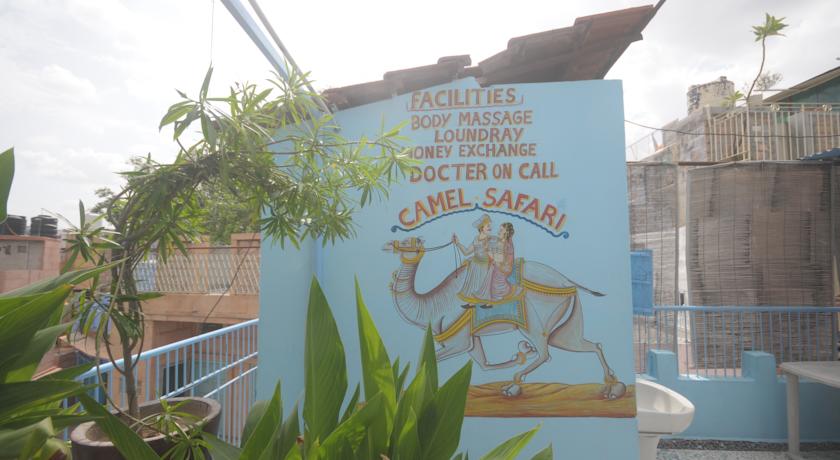 FACILITIES
BODY MASSAGE
LOUNDRAY
ONEY EXCHANGE
DOCTER ON CALL
CAMEL SAFARI